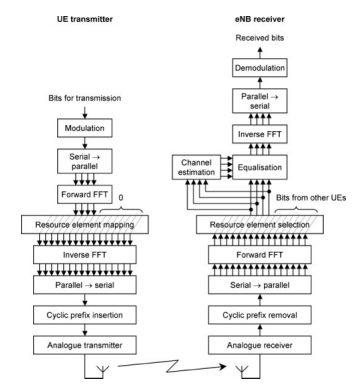 UE transmitter
Bits for transmission
Modulation
Serial →
parallel
Forward FFT
0
Resource element mapping
Inverse FFT
Parallel → serial
Cyclic prefix insertion
Analogue transmitter
eNB receiver
Received bits
Demodulation
Parallel →
serial
Inverse FFT
Channel
estimation
Equalisation
Bits from other UEs
Resource element selection
Forward FFT
Serial → parallel
Cyclic prefix removal
Analogue receiver